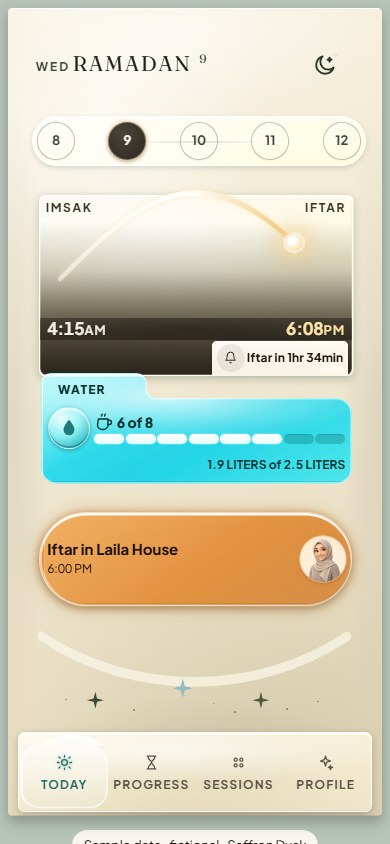 WED RAMADAN 9
8 9 10 11 12
IMSAK IFTAR
4:15AM 6:08PM
Iftar in 1hr 34min
WATER
6 of 8
1.9 LITERS of 2.5 LITERS
Iftar in Laila House
6:00 PM
TODAY PROGRESS SESSIONS PROFILE
Sample data · fictional · Saffron Dusk